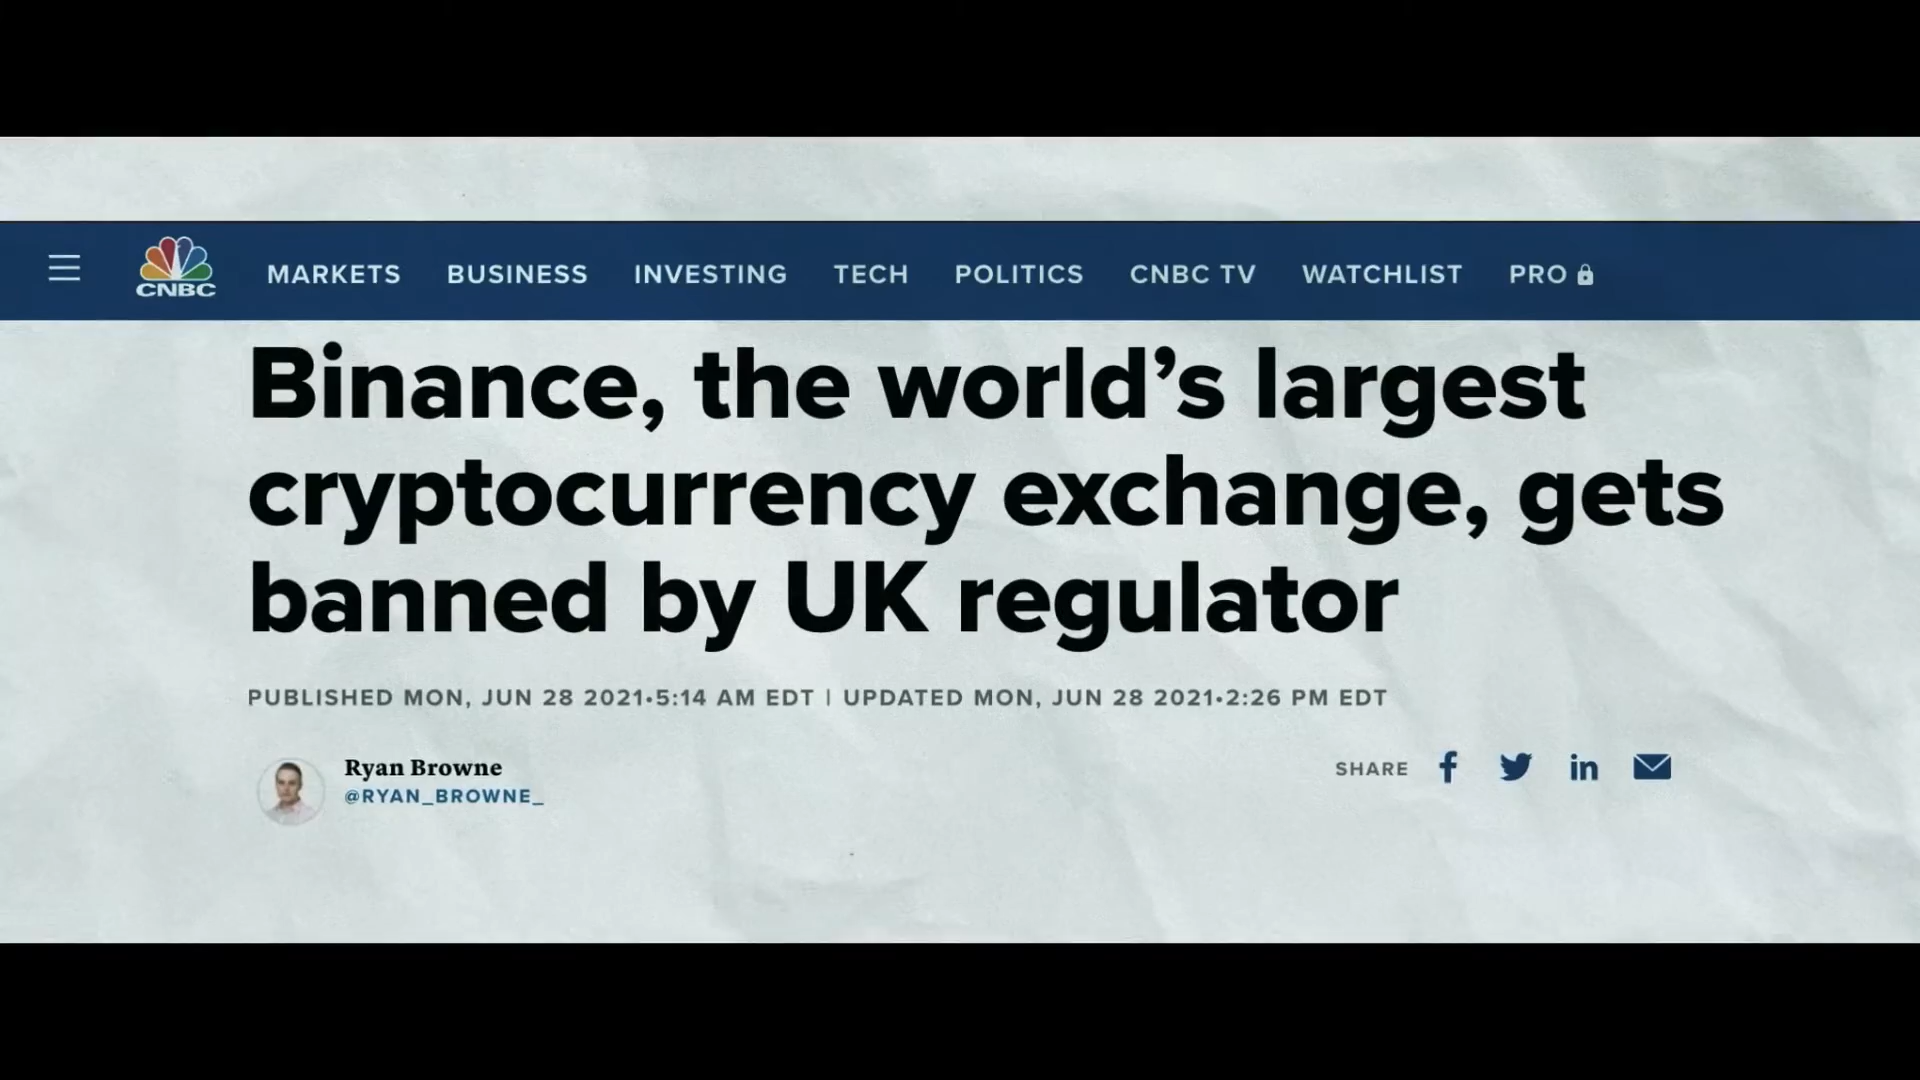 CNBC
MARKETS BUSINESS INVESTING TECH POLITICS CNBC TV WATCHLIST PRO
Binance, the world’s largest
cryptocurrency exchange, gets
banned by UK regulator
PUBLISHED MON, JUN 28 2021•5:14 AM EDT | UPDATED MON, JUN 28 2021•2:26 PM EDT
Ryan Browne
@RYAN_BROWNE_
SHARE